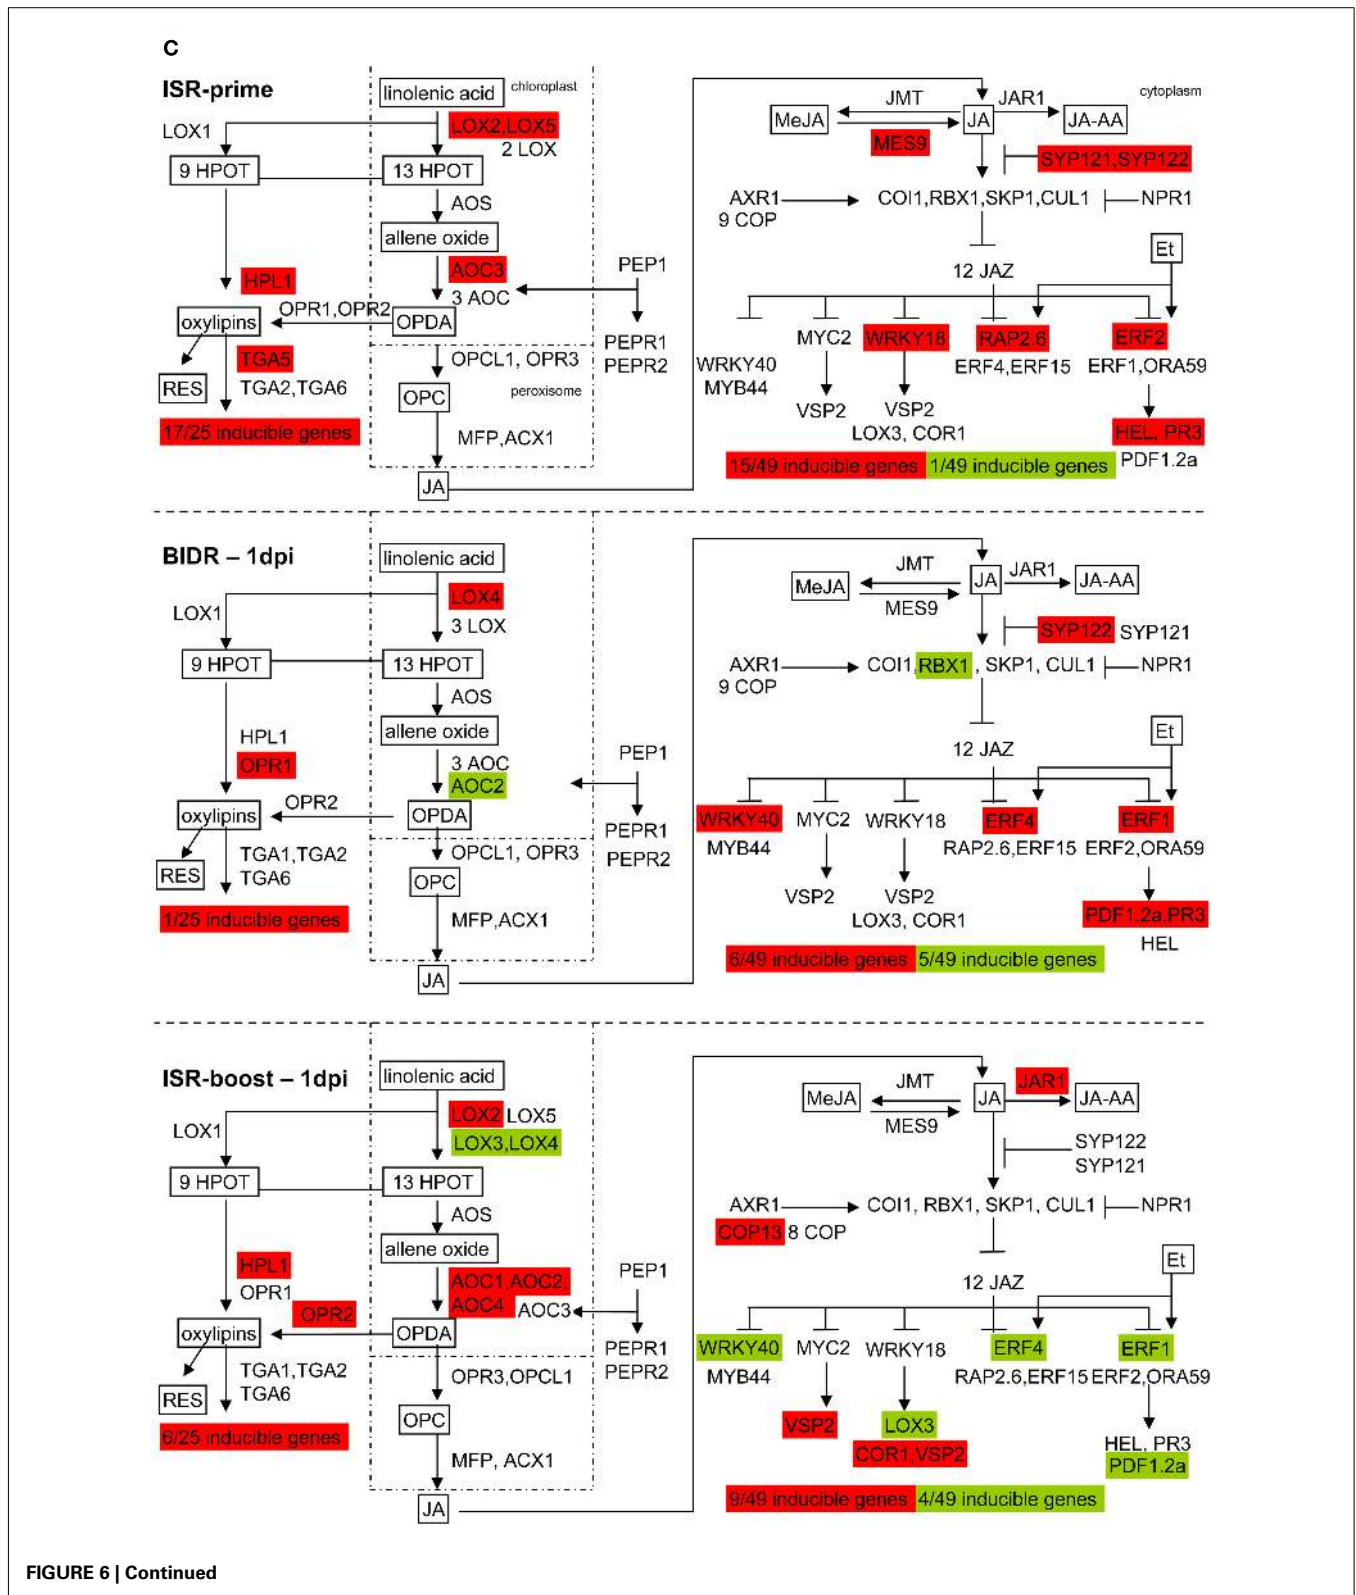 C
ISR-prime
linolenic acid
chloroplast
LOX1
LOX2,LOX5
2 LOX
9 HPOT
13 HPOT
AOS
allene oxide
HPL1
AOC3
3 AOC
PEP1
oxylipins
OPR1,OPR2
OPDA
PEPR1
PEPR2
TGA5
TGA2,TGA6
RES
OPCL1, OPR3
peroxisome
OPC
MFP,ACX1
17/25 inducible genes
JA
cytoplasm
MeJA
JMT
MES9
JA
JAR1
JA-AA
SYP121,SYP122
AXR1
9 COP
COI1,RBX1,SKP1,CUL1
NPR1
Et
12 JAZ
WRKY40
MYB44
MYC2
VSP2
WRKY18
VSP2
LOX3, COR1
RAP2.6
ERF4,ERF15
ERF2
ERF1,ORA59
HEL, PR3
PDF1.2a
15/49 inducible genes
1/49 inducible genes
BIDR – 1dpi
linolenic acid
LOX1
LOX4
3 LOX
9 HPOT
13 HPOT
AOS
allene oxide
HPL1
OPR1
3 AOC
AOC2
PEP1
oxylipins
OPR2
OPDA
PEPR1
PEPR2
TGA1,TGA2
TGA6
RES
OPCL1, OPR3
OPC
MFP,ACX1
1/25 inducible genes
JA
MeJA
JMT
MES9
JA
JAR1
JA-AA
SYP122
SYP121
AXR1
9 COP
COI1,RBX1, SKP1, CUL1
NPR1
Et
12 JAZ
WRKY40
MYB44
MYC2
VSP2
WRKY18
VSP2
LOX3, COR1
ERF4
RAP2.6,ERF15
ERF1
ERF2,ORA59
PDF1.2a,PR3
HEL
6/49 inducible genes
5/49 inducible genes
ISR-boost – 1dpi
linolenic acid
LOX1
LOX2 LOX5
LOX3,LOX4
9 HPOT
13 HPOT
AOS
allene oxide
HPL1
OPR1
AOC1,AOC2,
AOC4 AOC3
PEP1
oxylipins
OPR2
OPDA
PEPR1
PEPR2
TGA1,TGA2
TGA6
RES
OPR3,OPCL1
OPC
MFP, ACX1
6/25 inducible genes
JA
MeJA
JMT
MES9
JA
JAR1
JA-AA
SYP122
SYP121
AXR1
COP13 8 COP
COI1, RBX1, SKP1, CUL1
NPR1
Et
12 JAZ
WRKY40
MYB44
MYC2
VSP2
WRKY18
LOX3
COR1,VSP2
ERF4
RAP2.6,ERF15
ERF1
ERF2,ORA59
HEL, PR3
PDF1.2a
9/49 inducible genes
4/49 inducible genes
FIGURE 6 | Continued